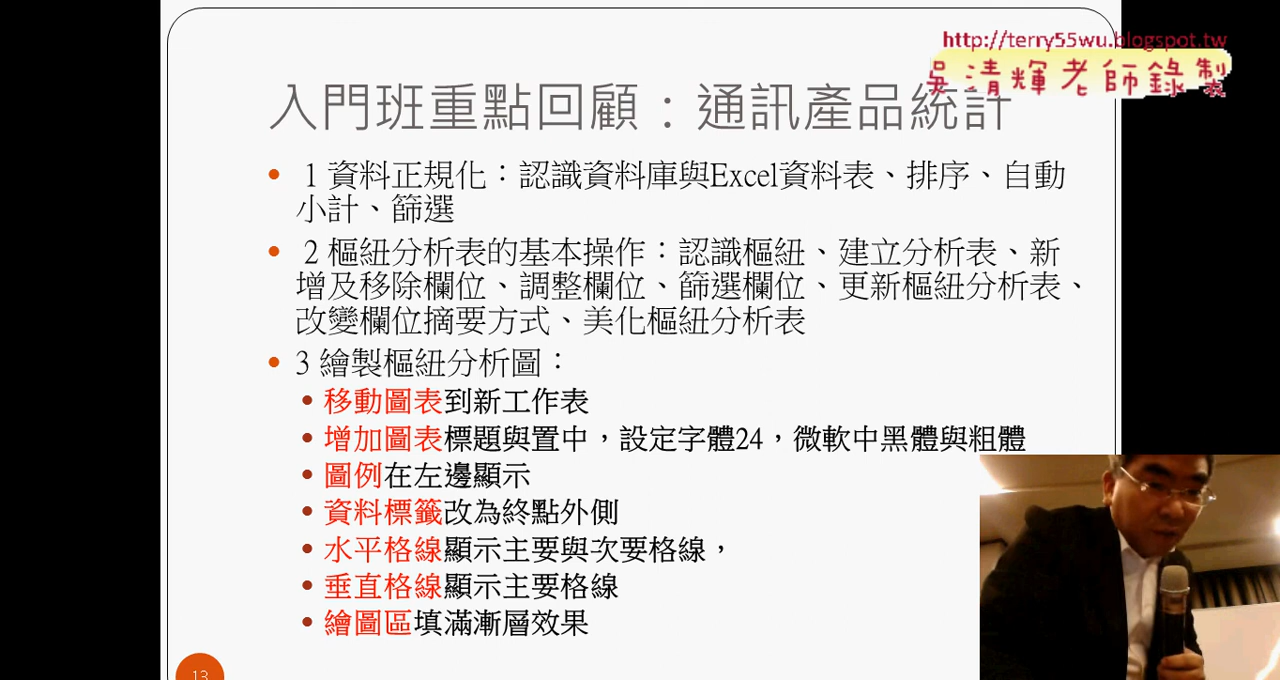 http://terry55wu.blogspot.tw
吳清輝老師錄製
入門班重點回顧：通訊產品統計
• 1 資料正規化：認識資料庫與Excel資料表、排序、自動
小計、篩選
• 2 樞紐分析表的基本操作：認識樞紐、建立分析表、新
增及移除欄位、調整欄位、篩選欄位、更新樞紐分析表、
改變欄位摘要方式、美化樞紐分析表
• 3 繪製樞紐分析圖：
• 移動圖表到新工作表
• 增加圖表標題與置中，設定字體24，微軟中黑體與粗體
• 圖例在左邊顯示
• 資料標籤改為終點外側
• 水平格線顯示主要與次要格線，
• 垂直格線顯示主要格線
• 繪圖區填滿漸層效果
13